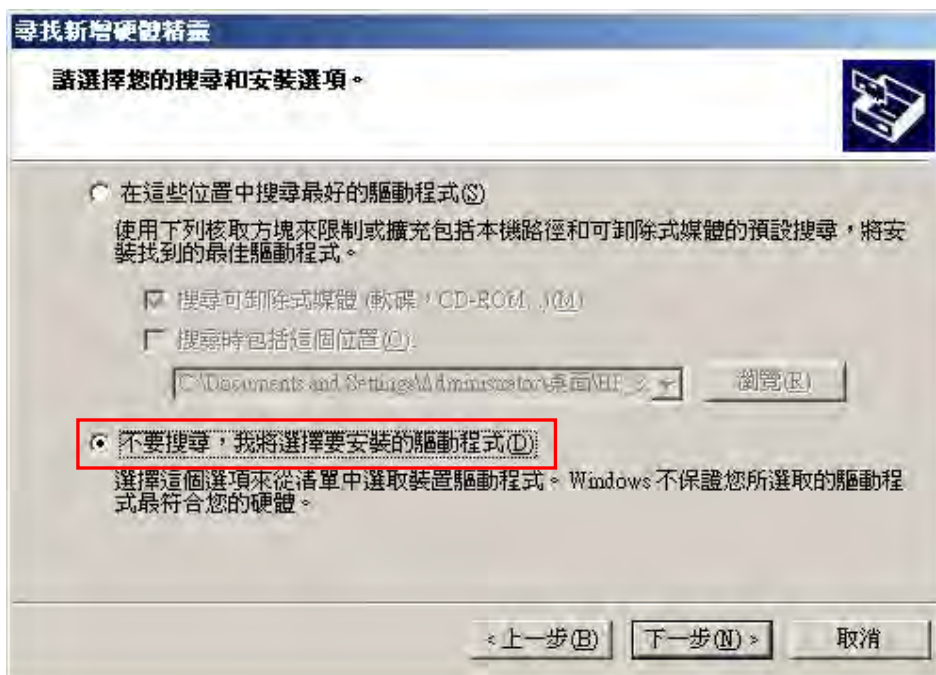 尋找新增硬體精靈
請選擇您的搜尋和安裝選項。
在這些位置中搜尋最好的驅動程式(S)
使用下列核取方塊來限制或擴充包括本機路徑和可卸除式媒體的預設搜尋，將安
裝找到的最佳驅動程式。
搜尋可卸除式媒體 (軟碟，CD-ROM...)(M)
搜尋時包括這個位置(O):
C:\Documents and Settings\Administrator\桌面\HF_
瀏覽(R)
不要搜尋，我將選擇要安裝的驅動程式(D)
選擇這個選項來從清單中選取裝置驅動程式。Windows 不保證您所選取的驅動程
式最符合您的硬體。
<上一步(B)
下一步(N)>
取消